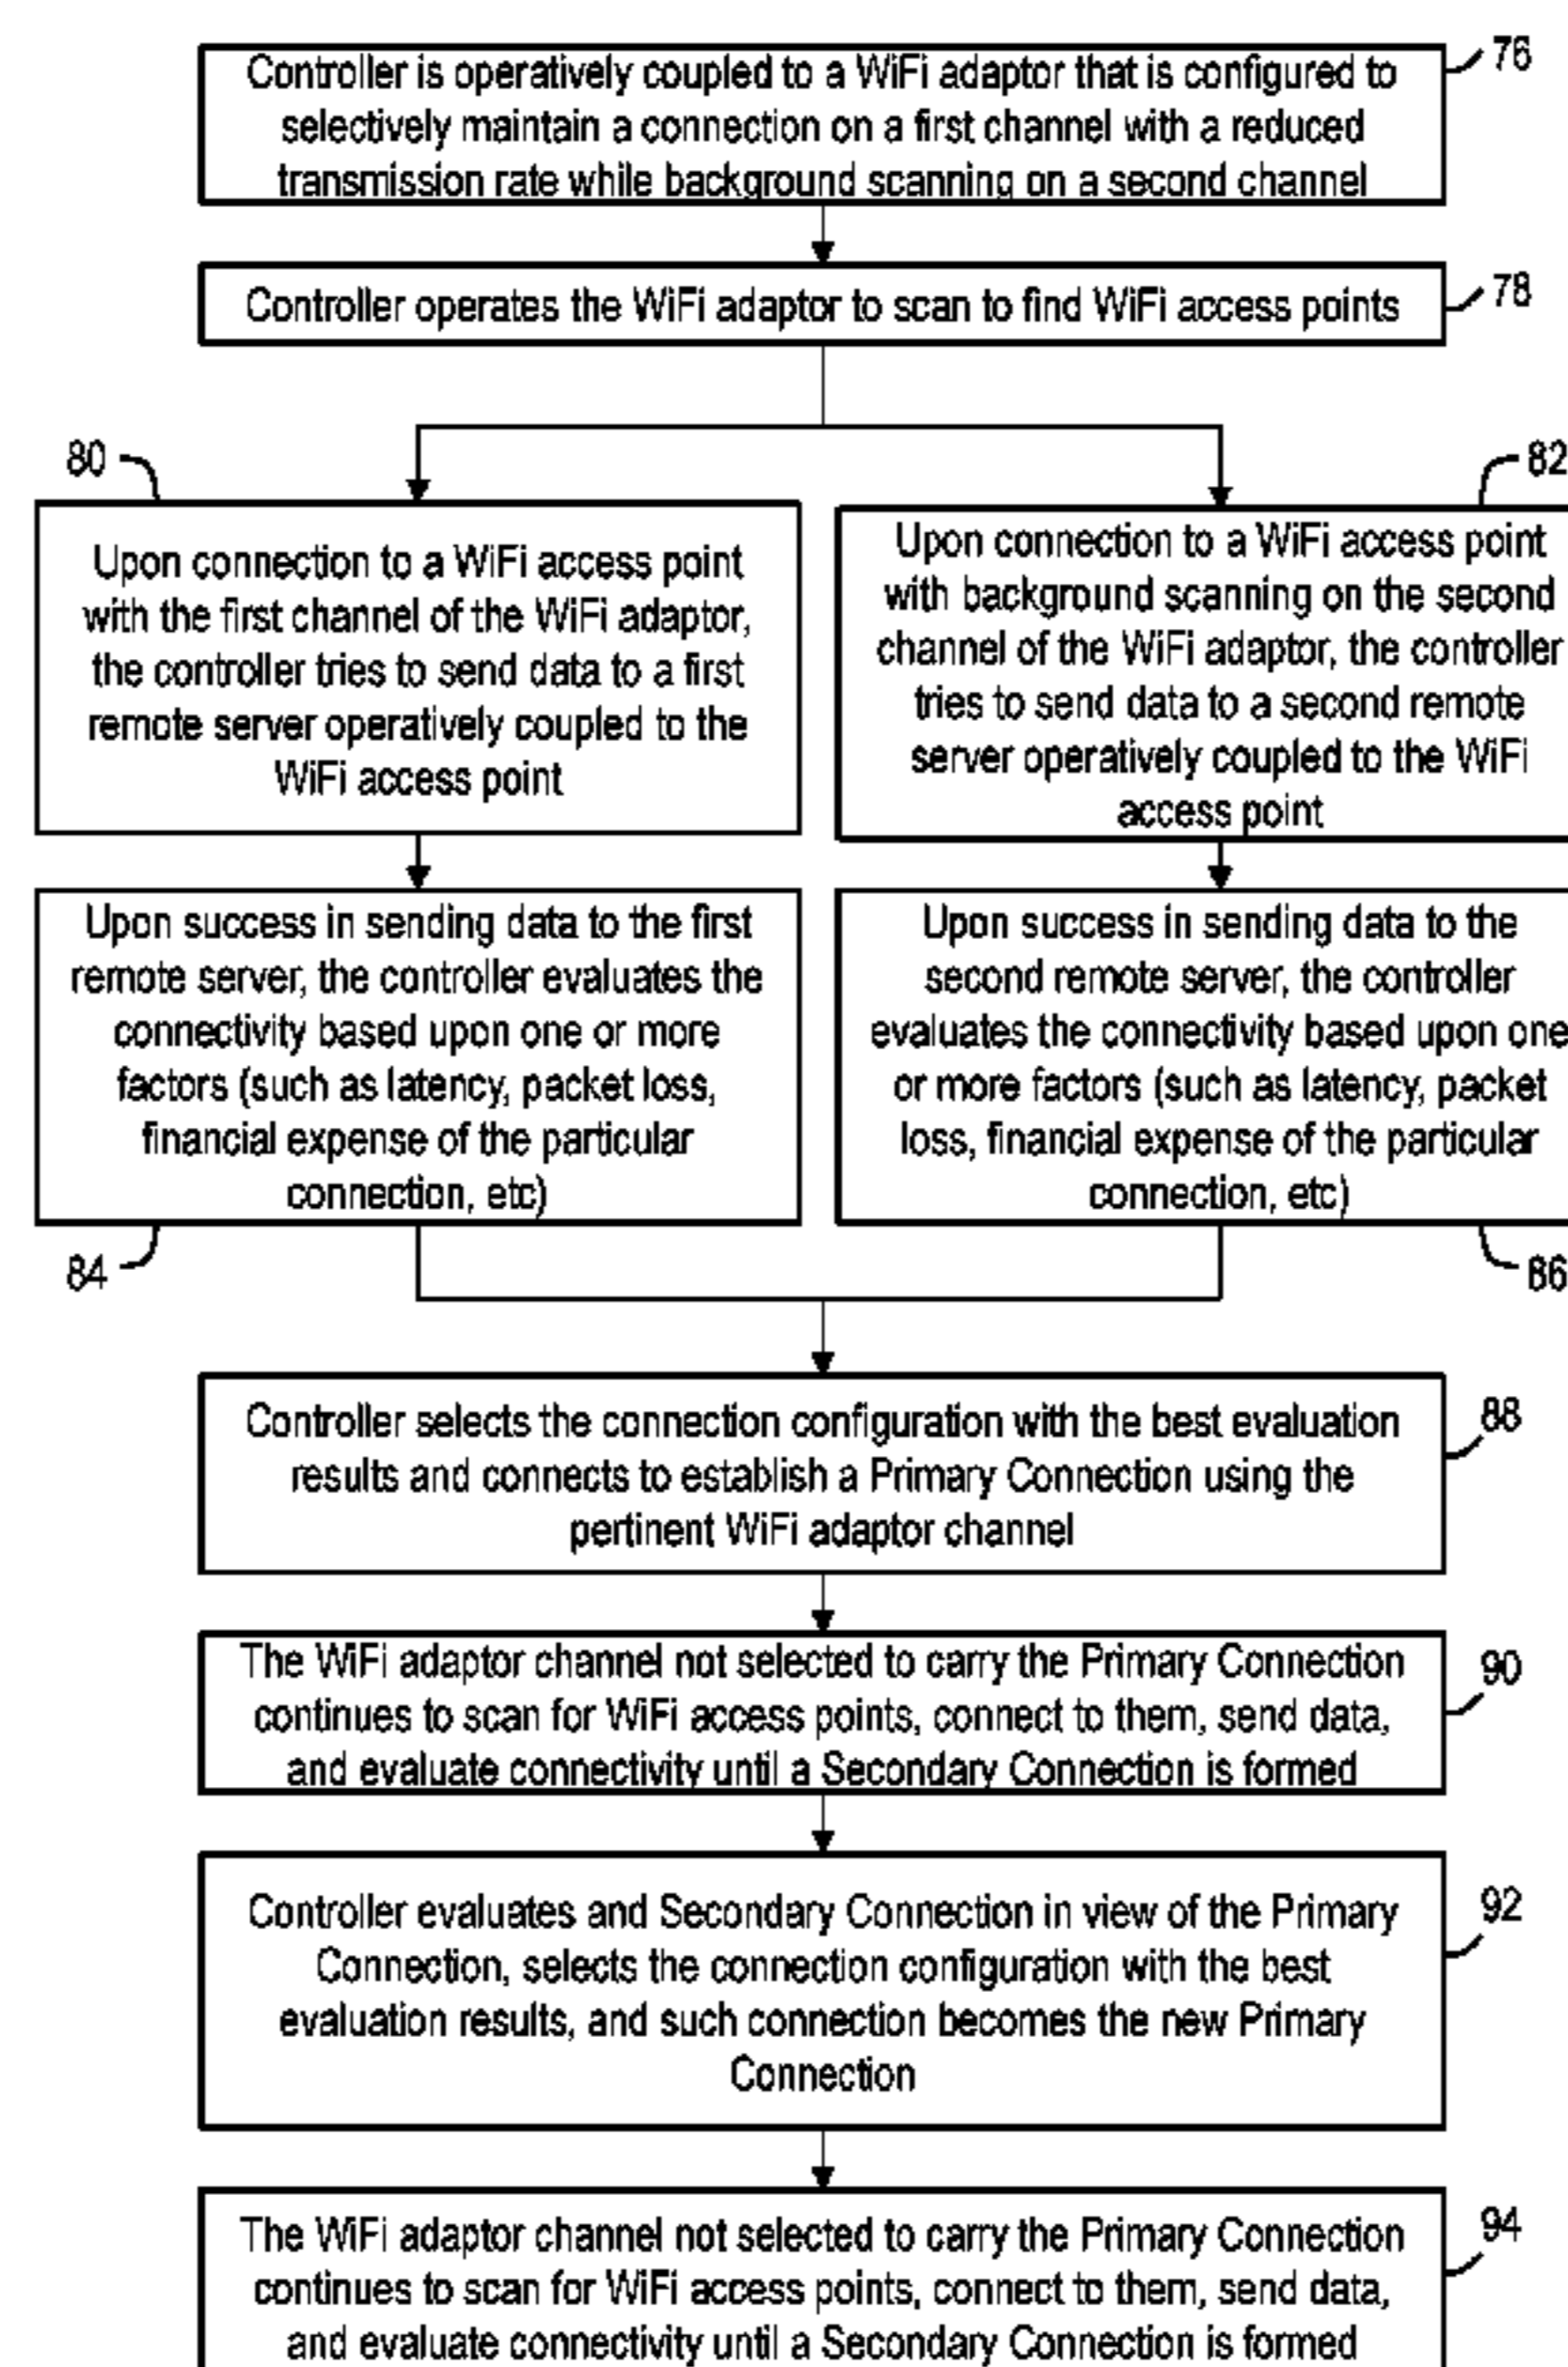 Controller is operatively coupled to a WiFi adaptor that is configured to
selectively maintain a connection on a first channel with a reduced
transmission rate while background scanning on a second channel
76
Controller operates the WiFi adaptor to scan to find WiFi access points
78
80
Upon connection to a WiFi access point
with the first channel of the WiFi adaptor,
the controller tries to send data to a first
remote server operatively coupled to the
WiFi access point
82
Upon connection to a WiFi access point
with background scanning on the second
channel of the WiFi adaptor, the controller
tries to send data to a second remote
server operatively coupled to the WiFi
access point
Upon success in sending data to the first
remote server, the controller evaluates the
connectivity based upon one or more
factors (such as latency, packet loss,
financial expense of the particular
connection, etc)
84
Upon success in sending data to the
second remote server, the controller
evaluates the connectivity based upon one
or more factors (such as latency, packet
loss, financial expense of the particular
connection, etc)
86
Controller selects the connection configuration with the best evaluation
results and connects to establish a Primary Connection using the
pertinent WiFi adaptor channel
88
The WiFi adaptor channel not selected to carry the Primary Connection
continues to scan for WiFi access points, connect to them, send data,
and evaluate connectivity until a Secondary Connection is formed
90
Controller evaluates and Secondary Connection in view of the Primary
Connection, selects the connection configuration with the best
evaluation results, and such connection becomes the new Primary
Connection
92
The WiFi adaptor channel not selected to carry the Primary Connection
continues to scan for WiFi access points, connect to them, send data,
and evaluate connectivity until a Secondary Connection is formed
94